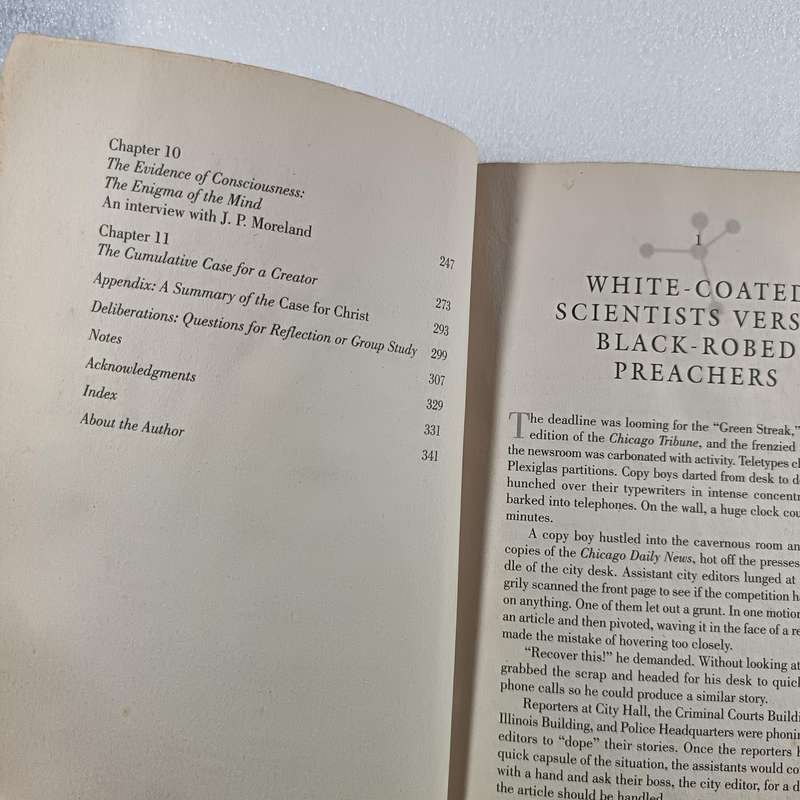 Chapter 10
The Evidence of Consciousness:
The Enigma of the Mind
An interview with J. P. Moreland
247
Chapter 11
The Cumulative Case for a Creator
273
Appendix: A Summary of the Case for Christ
293
Deliberations: Questions for Reflection or Group Study
299
Notes
307
Acknowledgments
329
Index
331
About the Author
341
1
WHITE-COATED
SCIENTISTS VERS
BLACK-ROBED
PREACHERS
The deadline was looming for the “Green Streak,”
edition of the Chicago Tribune, and the frenzied
the newsroom was carbonated with activity. Teletypes
Plexiglas partitions. Copy boys darted from desk to
hunched over their typewriters in intense
barked into telephones. On the wall, a huge clock
minutes.
A copy boy hustled into the cavernous room
copies of the Chicago Daily News, hot off the presses
dle of the city desk. Assistant city editors lunged at
grily scanned the front page to see if the competition
on anything. One of them let out a grunt. In one
an article and then pivoted, waving it in the face of a
made the mistake of hovering too closely.
“Recover this!” he demanded. Without looking at
grabbed the scrap and headed for his desk to
phone calls so he could produce a similar story.
Reporters at City Hall, the Criminal Courts
Illinois Building, and Police Headquarters were
editors to “dope” their stories. Once the reporters
quick capsule of the situation, the assistants would
with a hand and ask their boss, the city editor, for a
the article should be handled.